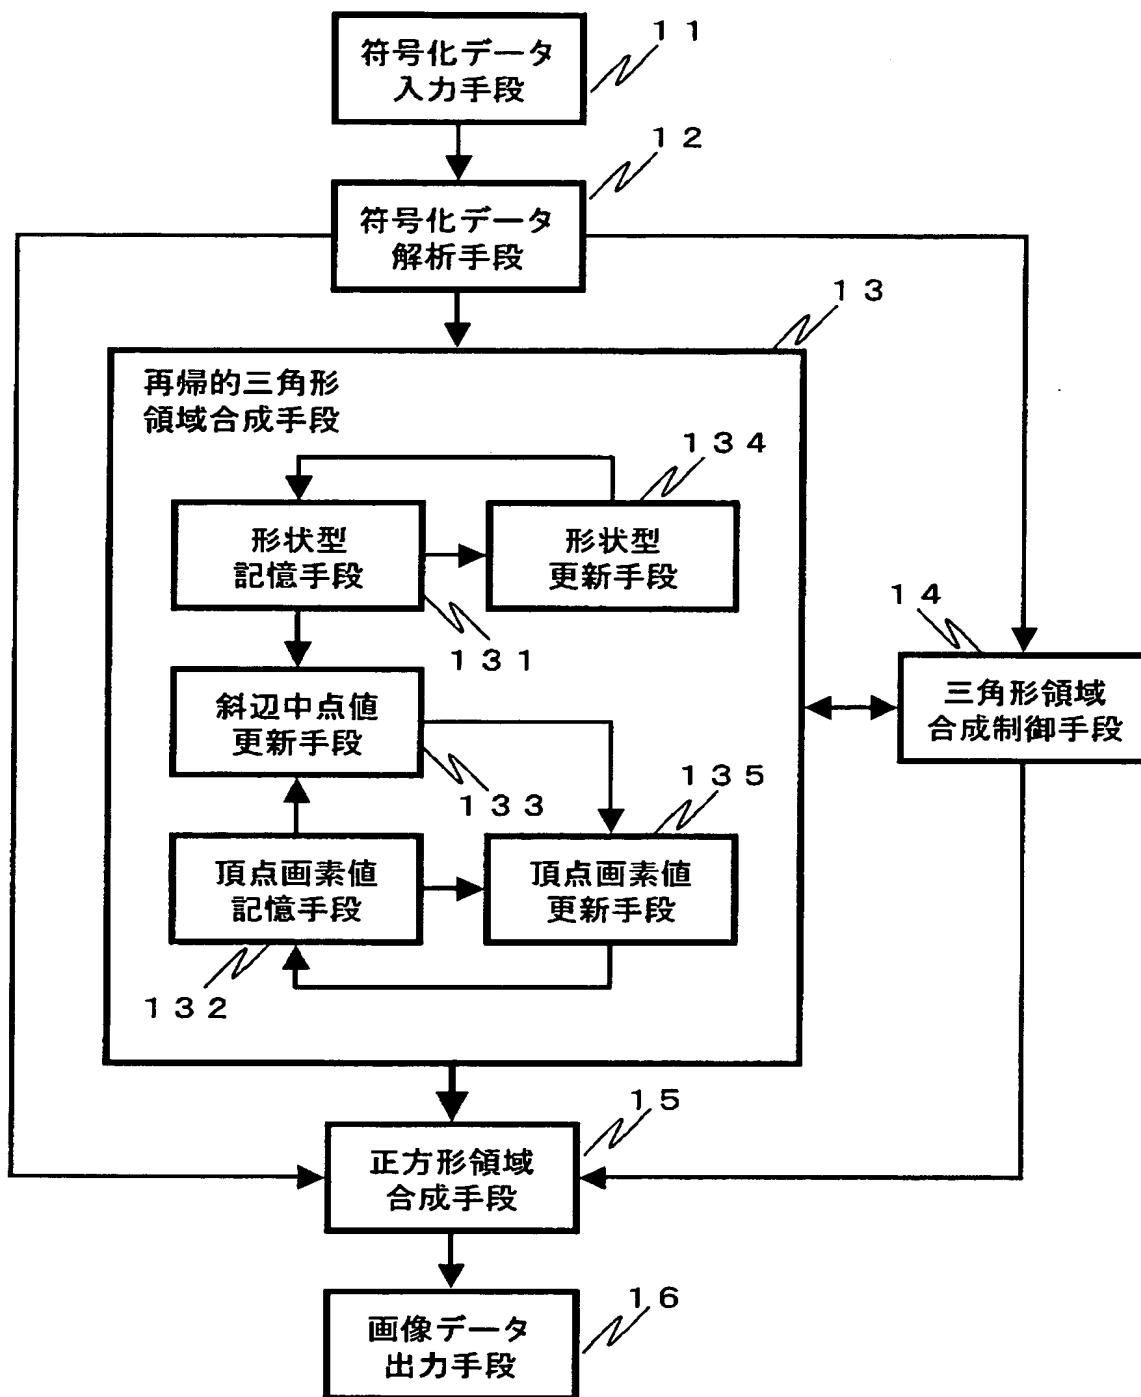 符号化データ
入力手段
11
符号化データ
解析手段
12
13
再帰的三角形
領域合成手段
134
形状型
記憶手段
形状型
更新手段
131
14
三角形領域
合成制御手段
斜辺中点値
更新手段
133
135
頂点画素値
記憶手段
頂点画素値
更新手段
132
15
正方形領域
合成手段
16
画像データ
出力手段